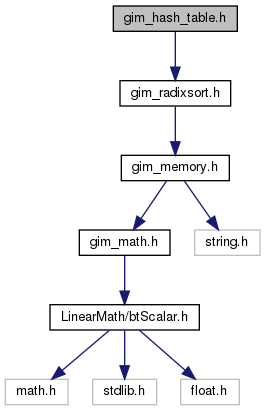 gim_hash_table.h
gim_radixsort.h
gim_memory.h
gim_math.h
string.h
LinearMath/btScalar.h
math.h
stdlib.h
float.h